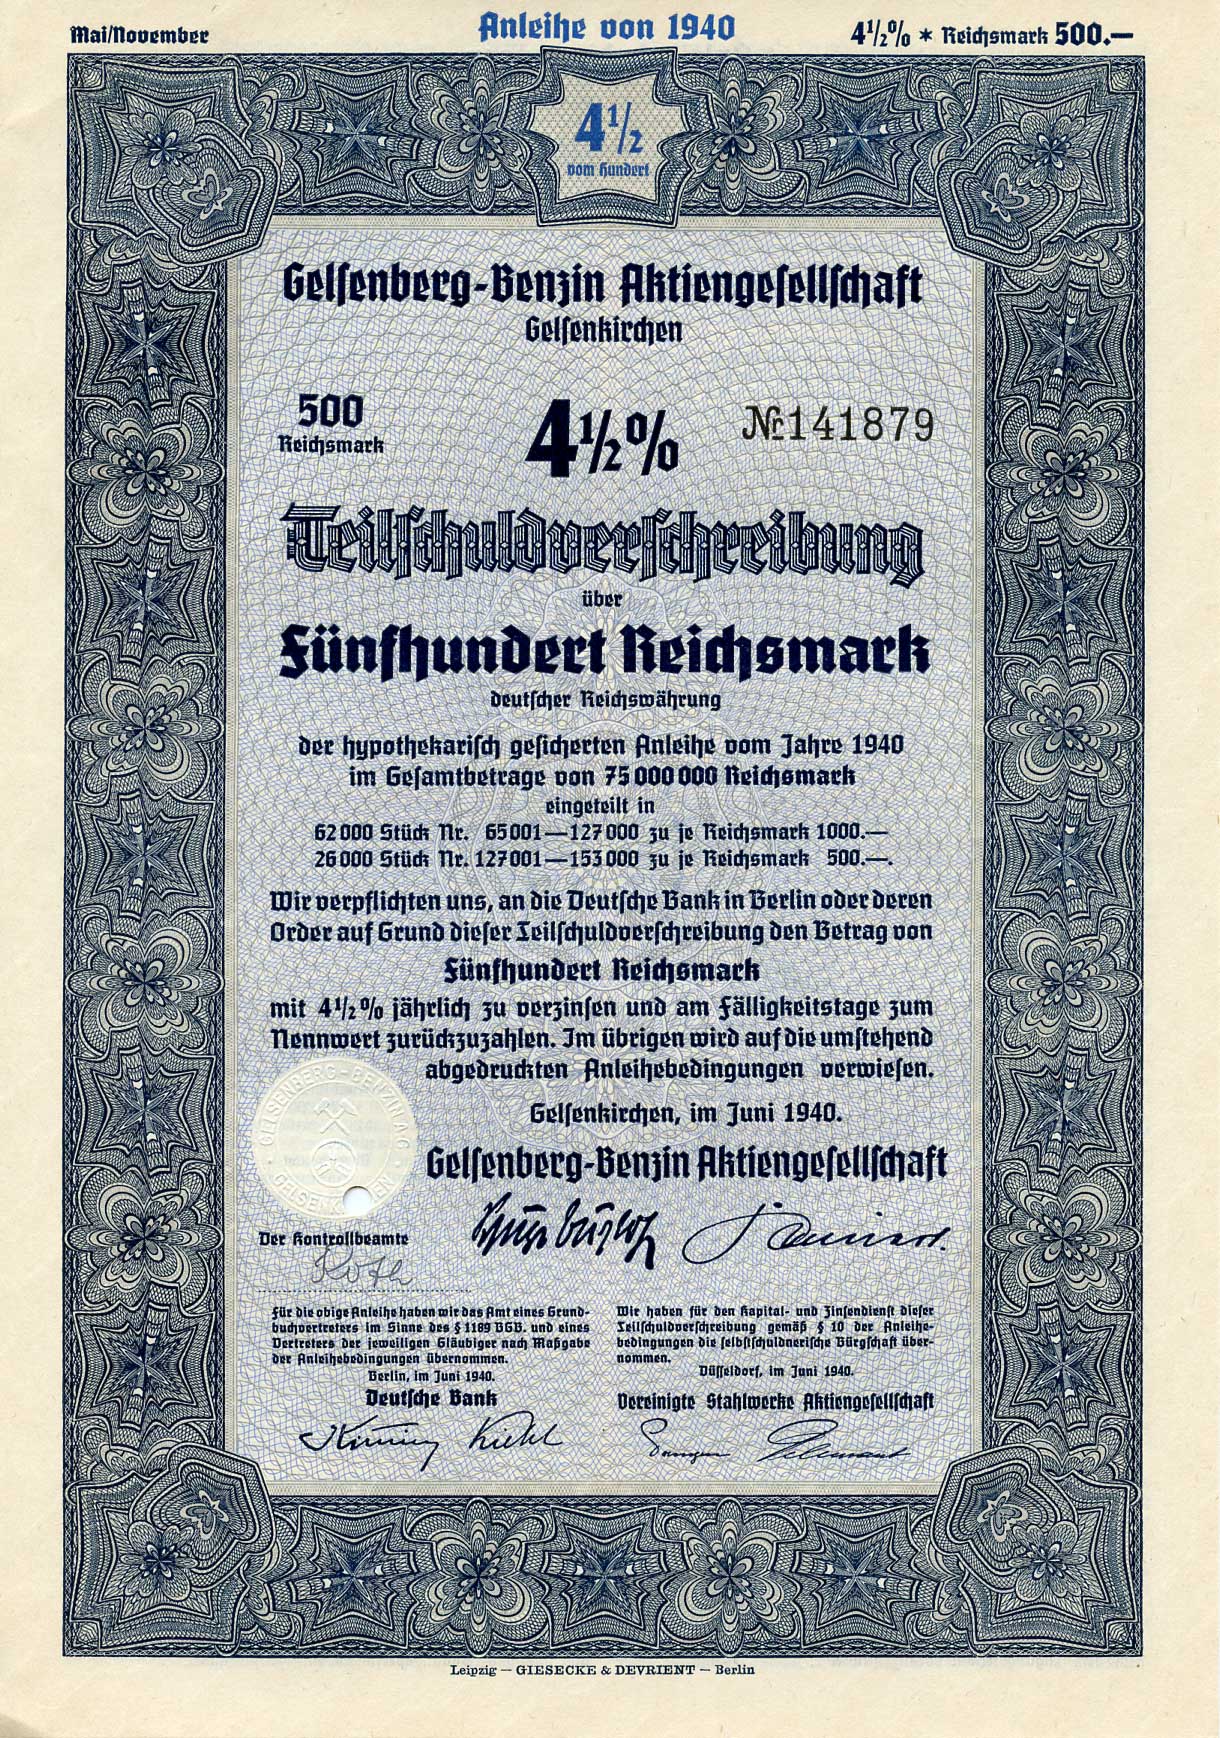 Mai/November
Anleihe von 1940
4½% * Reichsmark 500.—
4½
vom Hundert
Gelsenberg-Benzin Aktiengesellschaft
Gelsenkirchen
500
Reichsmark
4½%
Nr. 141879
Teilschuldverschreibung
über
Fünfhundert Reichsmark
deutscher Reichswährung
der hypothekarisch gesicherten Anleihe vom Jahre 1940
im Gesamtbetrage von 75 000 000 Reichsmark
eingeteilt in
62 000 Stück Nr. 65 001—127 000 zu je Reichsmark 1000.—
26 000 Stück Nr. 127 001—153 000 zu je Reichsmark 500.—.
Wir verpflichten uns, an die Deutsche Bank in Berlin oder deren
Order auf Grund dieser Teilschuldverschreibung den Betrag von
Fünfhundert Reichsmark
mit 4½% jährlich zu verzinsen und am Fälligkeitstage zum
Nennwert zurückzuzahlen. Im übrigen wird auf die umstehend
abgedruckten Anleihebedingungen verwiesen.
Gelsenkirchen, im Juni 1940.
Gelsenberg-Benzin Aktiengesellschaft
GELSENBERG-BENZIN AG
GELSENKIRCHEN
Der Kontrollbeamte
Roth
Für die obige Anleihe haben wir das Amt eines Grund-
buchvertreters im Sinne des § 1189 BGB. und eines
Vertreters der jeweiligen Gläubiger nach Maßgabe
der Anleihebedingungen übernommen.
Berlin, im Juni 1940.
Deutsche Bank
Wir haben für den Kapital- und Zinsendienst dieser
Teilschuldverschreibung gemäß § 10 der Anleihe-
bedingungen die selbstschuldnerische Bürgschaft über-
nommen.
Düsseldorf, im Juni 1940.
Vereinigte Stahlwerke Aktiengesellschaft
Leipzig — GIESECKE & DEVRIENT — Berlin